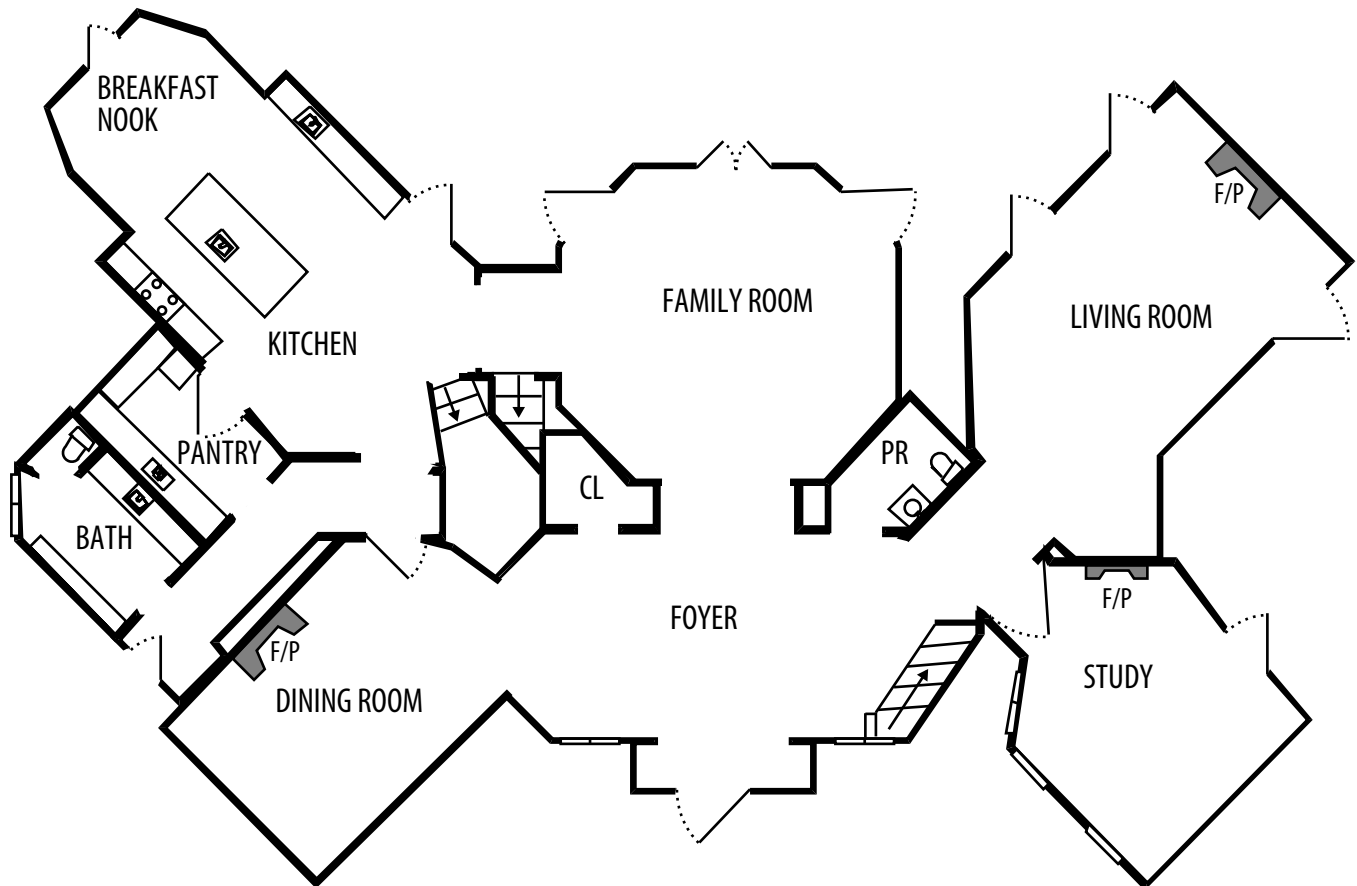 BREAKFAST
NOOK
F/P
FAMILY ROOM
LIVING ROOM
KITCHEN
PANTRY
PR
CL
BATH
F/P
FOYER
F/P
STUDY
DINING ROOM